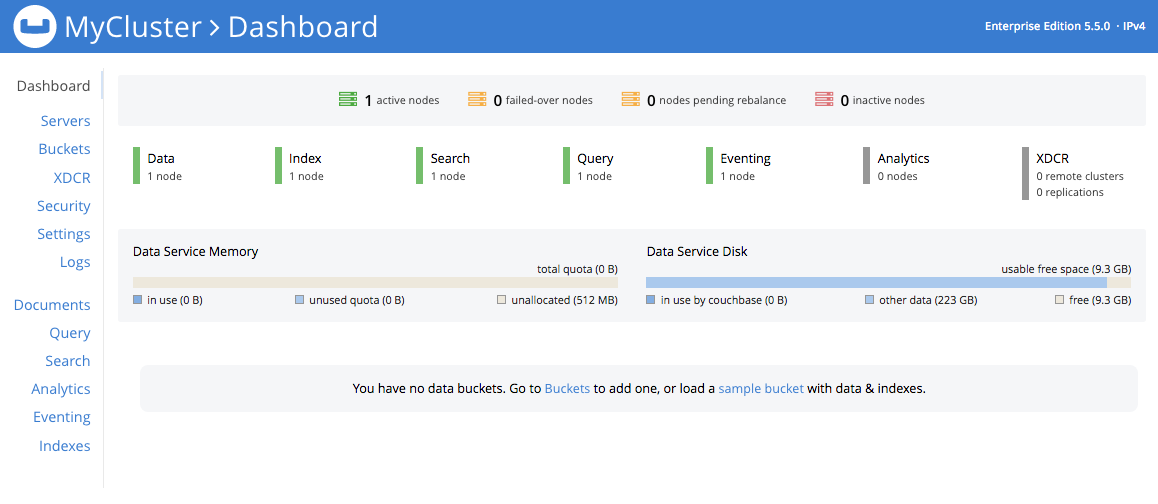 MyCluster > Dashboard
Enterprise Edition 5.5.0 · IPv4
Dashboard
Servers
Buckets
XDCR
Security
Settings
Logs
Documents
Query
Search
Analytics
Eventing
Indexes
1 active nodes
0 failed-over nodes
0 nodes pending rebalance
0 inactive nodes
Data
1 node
Index
1 node
Search
1 node
Query
1 node
Eventing
1 node
Analytics
0 nodes
XDCR
0 remote clusters
0 replications
Data Service Memory
total quota (0 B)
in use (0 B)
unused quota (0 B)
unallocated (512 MB)
Data Service Disk
usable free space (9.3 GB)
in use by couchbase (0 B)
other data (223 GB)
free (9.3 GB)
You have no data buckets. Go to Buckets to add one, or load a sample bucket with data & indexes.